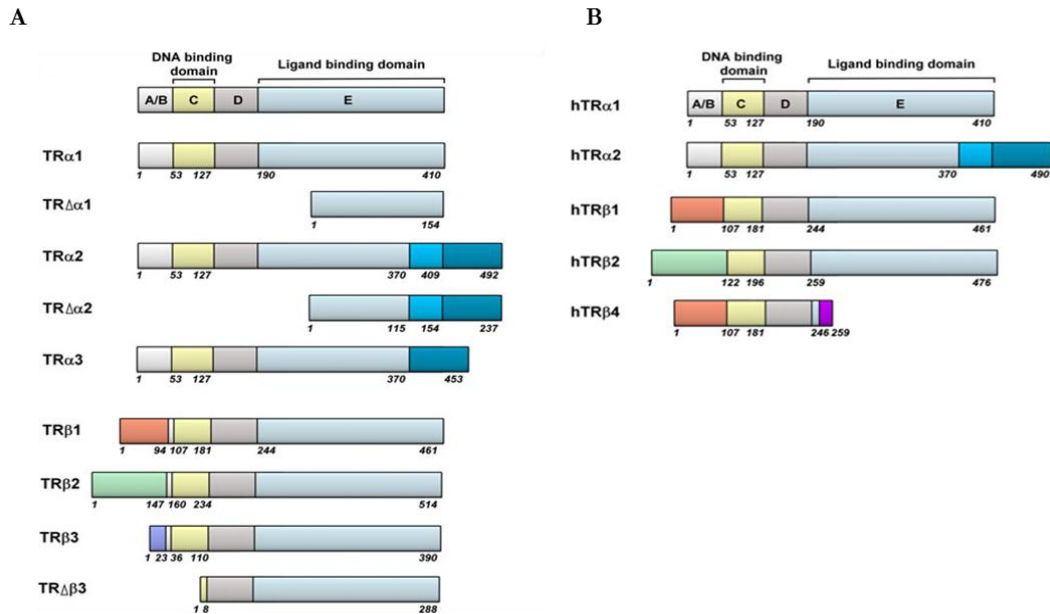 A
DNA binding
domain
Ligand binding domain
A/B C D E
TRα1
1 53 127 190 410
TRΔα1
1 154
TRα2
1 53 127 370 409 492
TRΔα2
1 115 154 237
TRα3
1 53 127 370 453
TRβ1
1 94 107 181 244 461
TRβ2
1 147 160 234 514
TRβ3
1 23 36 110 390
TRΔβ3
1 8 288
B
DNA binding
domain
Ligand binding domain
hTRα1
A/B C D E
1 53 127 190 410
hTRα2
1 53 127 370 490
hTRβ1
1 107 181 244 461
hTRβ2
1 122 196 259 476
hTRβ4
1 107 181 246 259